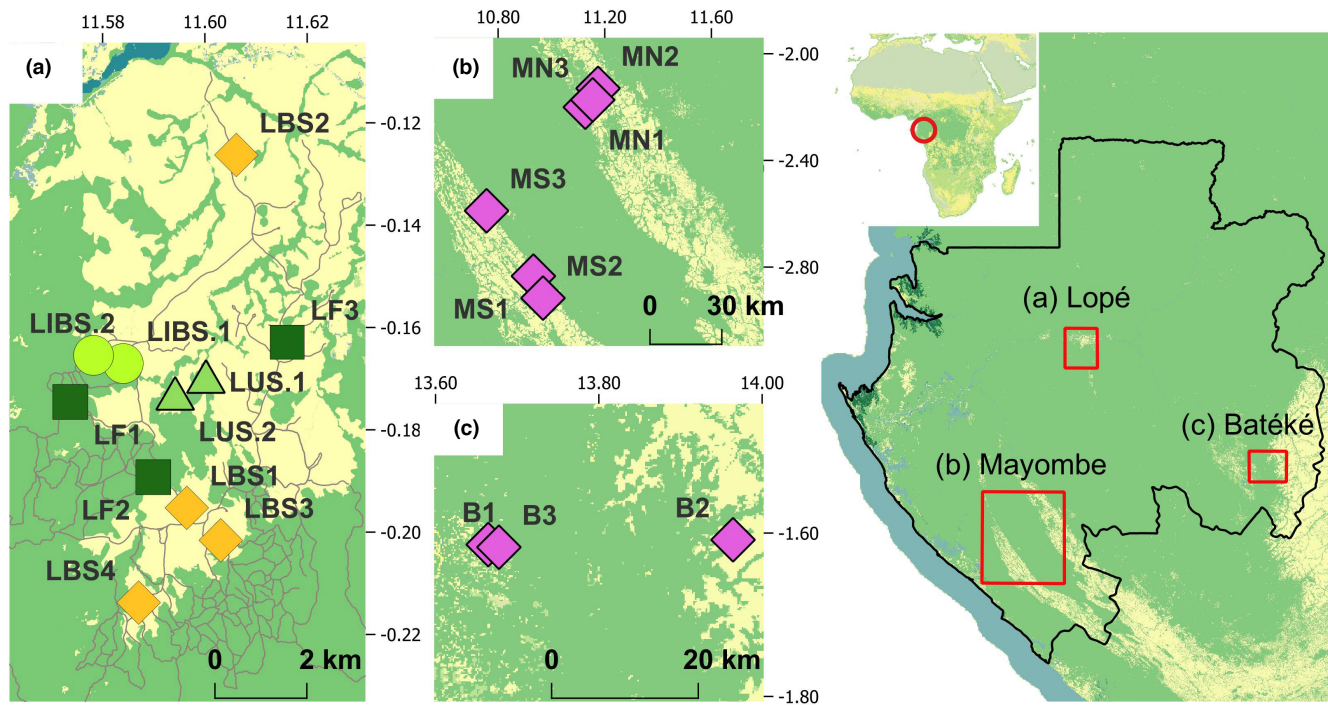 11.58 11.60 11.62
(a)
LBS2
-0.12
-0.14
LF3
LIBS.2 LIBS.1
-0.16
LUS.1
LF1 LUS.2
-0.18
LBS1
LF2 LBS3
-0.20
LBS4
-0.22
0 2 km
10.80 11.20 11.60
(b)
-2.00
MN3 MN2
MN1
-2.40
MS3
MS2
-2.80
MS1
0 30 km
13.60 13.80 14.00
(c)
B1 B3 B2
-1.60
0 20 km
-1.80
(a) Lopé
(c) Batéké
(b) Mayombe